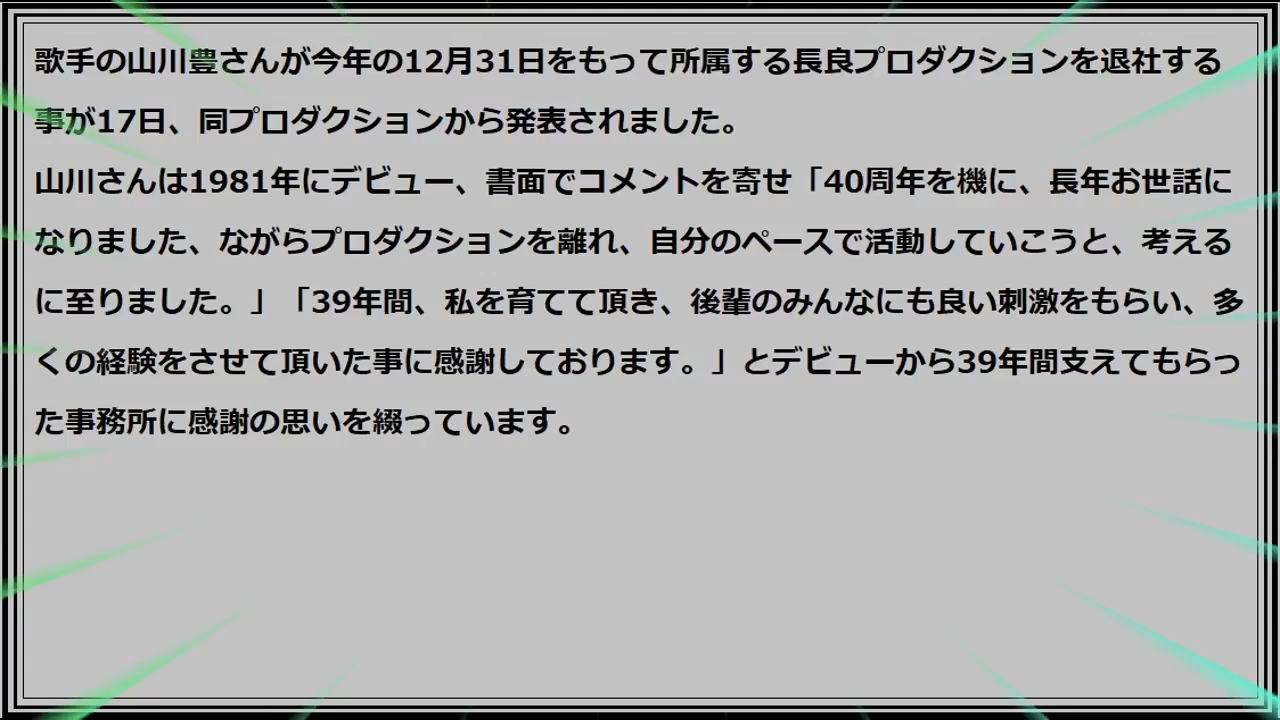 歌手の山川豊さんが今年の12月31日をもって所属する長良プロダクションを退社する
事が17日、同プロダクションから発表されました。
山川さんは1981年にデビュー、書面でコメントを寄せ「40周年を機に、長年お世話に
なりました、ながらプロダクションを離れ、自分のペースで活動していこうと、考える
に至りました。」「39年間、私を育てて頂き、後輩のみんなにも良い刺激をもらい、多
くの経験をさせて頂いた事に感謝しております。」とデビューから39年間支えてもらっ
た事務所に感謝の思いを綴っています。